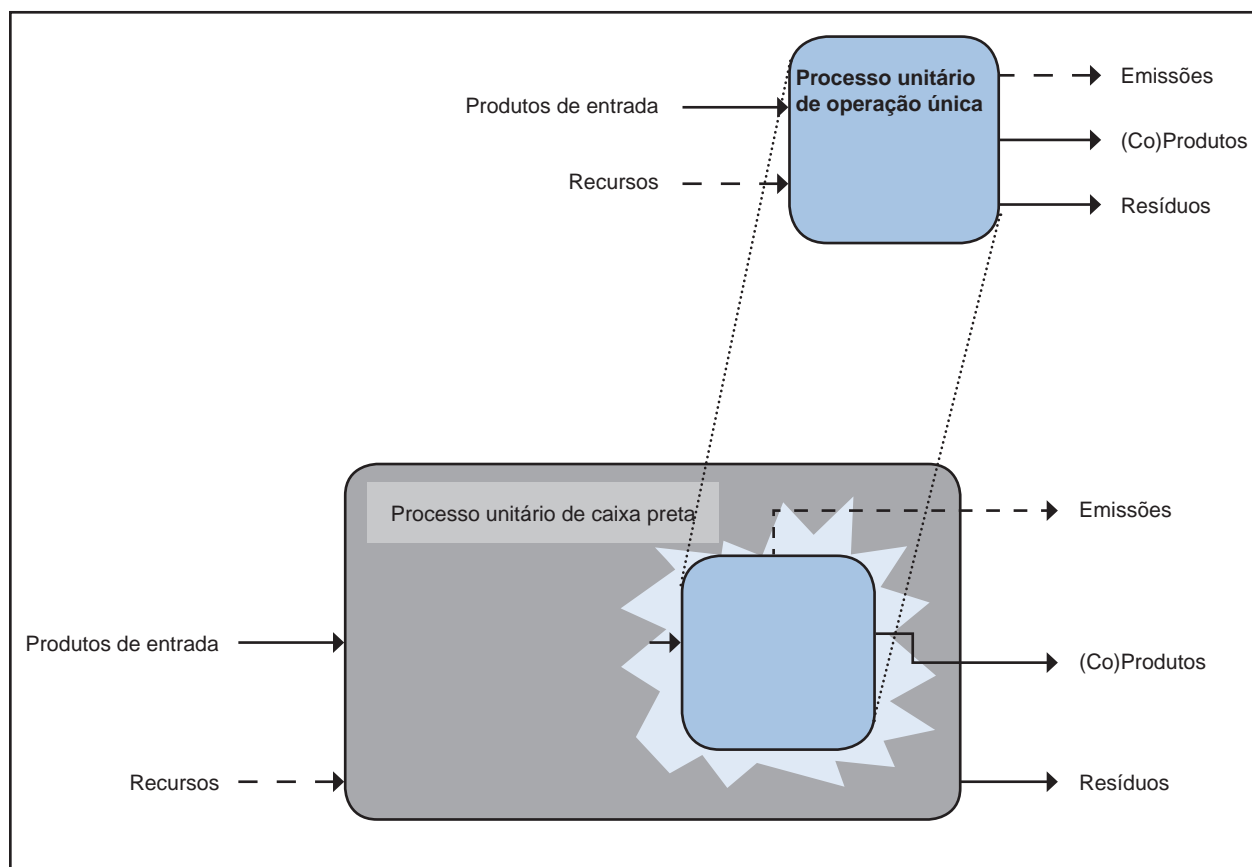 Processo unitário
de operação única
Emissões
Produtos de entrada
(Co)Produtos
Recursos
Resíduos
Processo unitário de caixa preta
Emissões
Produtos de entrada
(Co)Produtos
Recursos
Resíduos